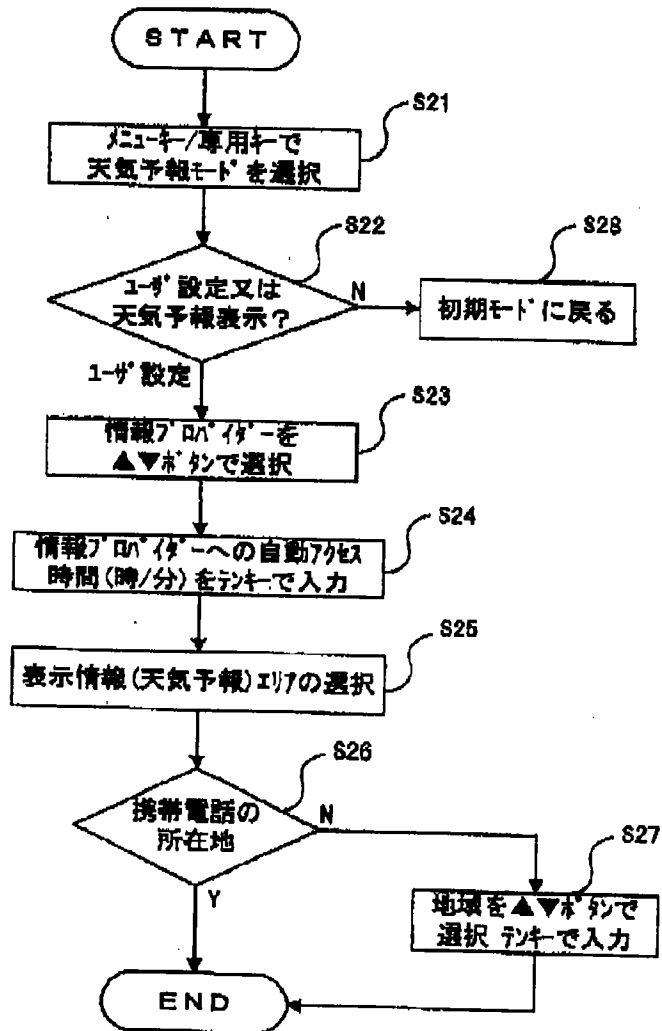 START
S21
メニューキー/専用キーで
天気予報モードを選択
S22
ユーザ設定又は
天気予報表示?
N
S28
初期モードに戻る
ユーザ設定
S23
情報プロバイダーを
▲▼ボタンで選択
S24
情報プロバイダーへの自動アクセス
時間(時/分)をテンキーで入力
S25
表示情報(天気予報)エリアの選択
S26
携帯電話の
所在地
N
Y
S27
地域を▲▼ボタンで
選択 テンキーで入力
END